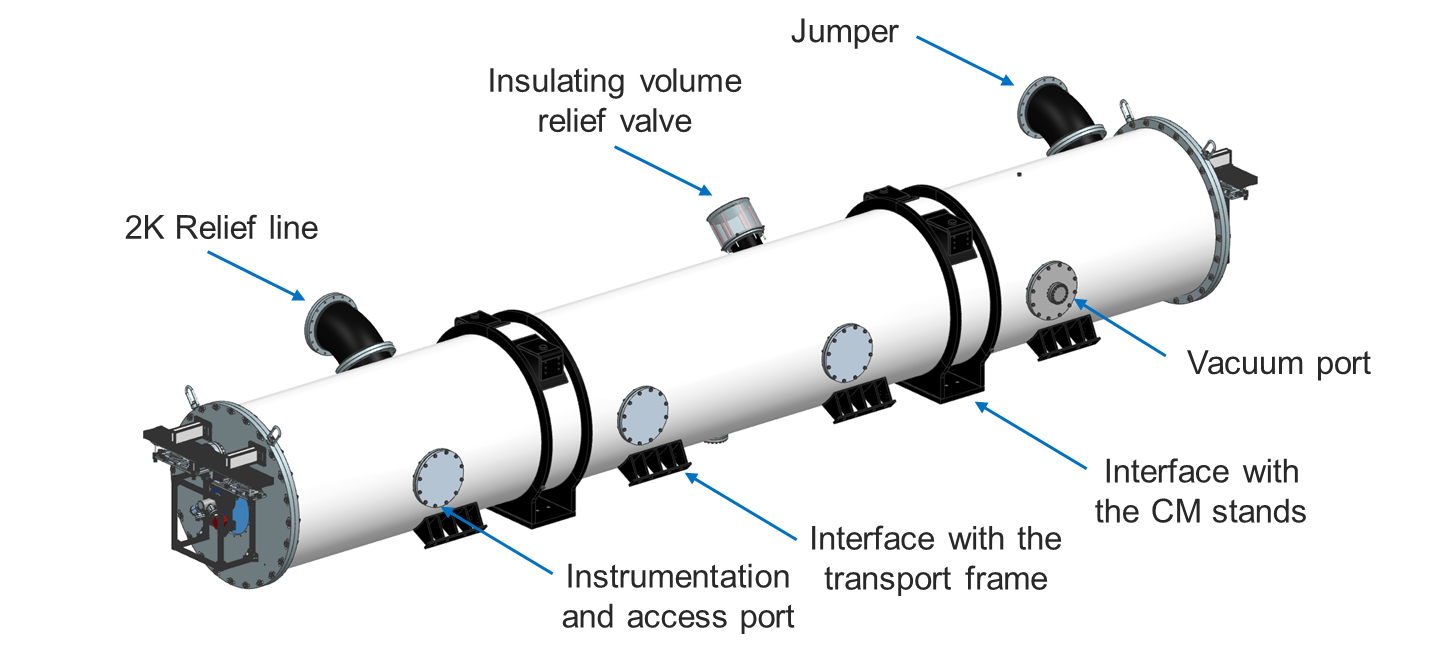 Jumper
Insulating volume
relief valve
2K Relief line
Vacuum port
Interface with
the CM stands
Interface with the
transport frame
Instrumentation
and access port